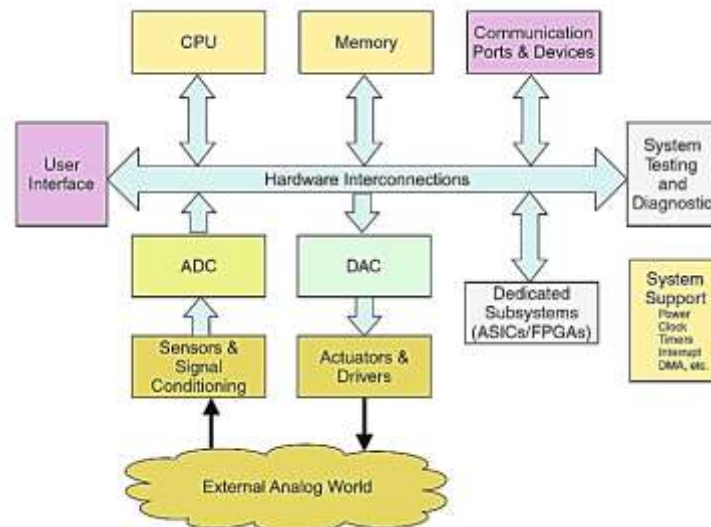 CPU
Memory
Communication
Ports & Devices
User
Interface
Hardware Interconnections
System
Testing
and
Diagnostic
ADC
DAC
Dedicated
Subsystems
(ASICs/FPGAs)
System
Support
Power
Clock
Timers
Interrupt
DMA, etc.
Sensors &
Signal
Conditioning
Actuators &
Drivers
External Analog World